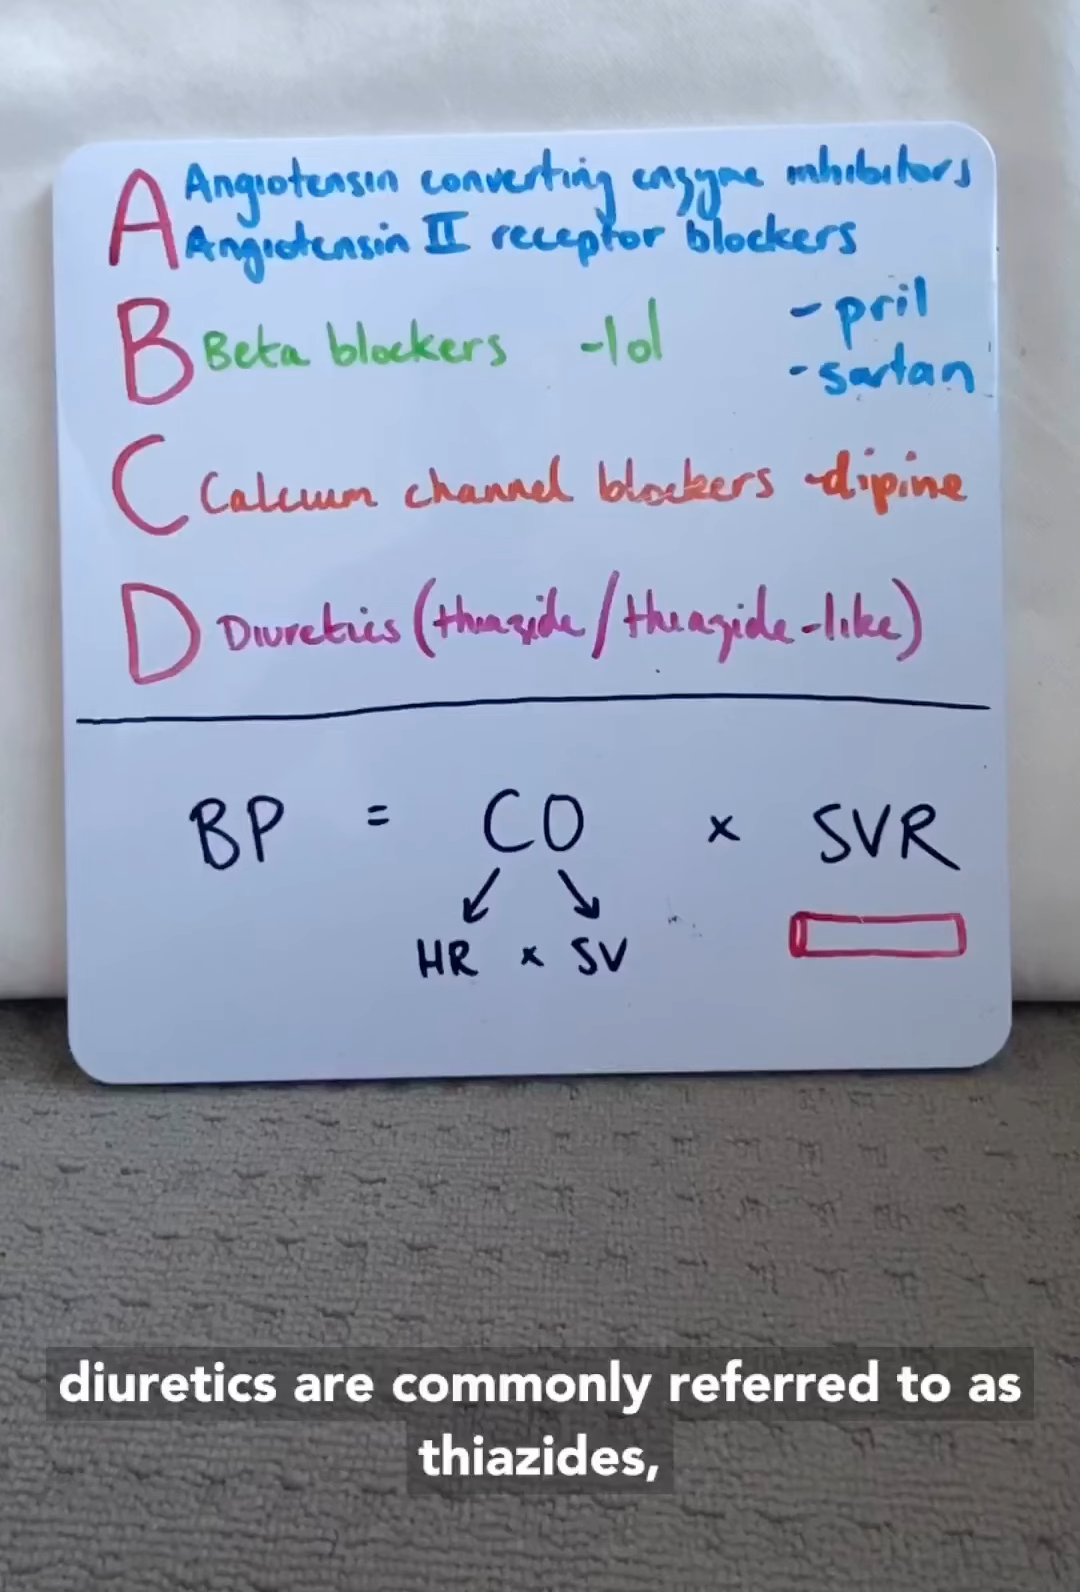 A Angiotensin converting enzyme inhibitors
Angiotensin II receptor blockers
- pril
- sartan
B Beta blockers -lol
C Calcium channel blockers -dipine
D Diuretics (thiazide/thiazide-like)
BP = CO x SVR
HR x SV
diuretics are commonly referred to as
thiazides,